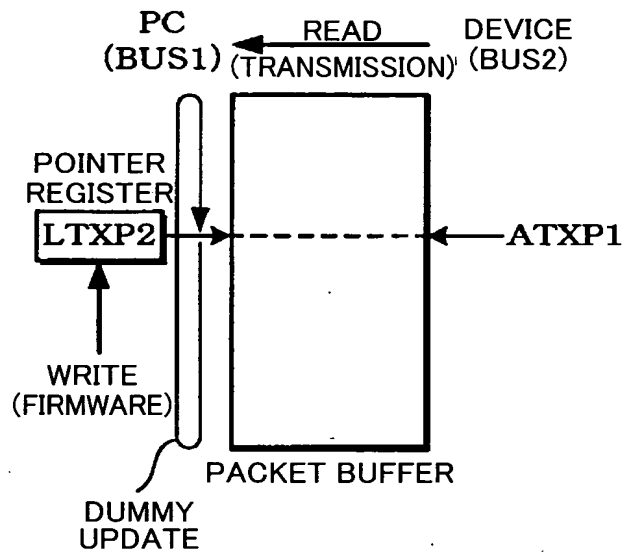 PC
(BUS1)
READ
(TRANSMISSION)
DEVICE
(BUS2)
POINTER
REGISTER
LTXP2
ATXP1
WRITE
(FIRMWARE)
PACKET BUFFER
DUMMY
UPDATE